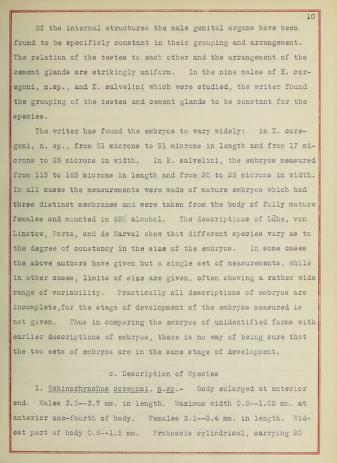 10
Of the internal structures the male genital organs have been
found to be specificly constant in their grouping and arrangement.
The relation of the testes to each other and the arrangement of the
cement glands are strikingly uniform. In the nine males of E. cor-
egoni, n.sp., and E. salvelini which were studied, the writer found
the grouping of the testes and cement glands to be constant for the
species.
The writer has found the embryos to vary widely: in E. core-
goni, n. sp., from 51 microns to 91 microns in length and from 17 mi-
crons to 25 microns in width. In E. salvelini, the embryos measured
from 115 to 165 microns in length and from 20 to 25 microns in width.
In all cases the measurements were made of mature embryos which had
three distinct membranes and were taken from the body of fully mature
females and mounted in 85% alcohol. The descriptions of Lühe, von
Linstow, Porta, and de Marval show that different species vary as to
the degree of constancy in the size of the embryos. In some cases
the above authors have given but a single set of measurements, while
in other cases, limits of size are given, often showing a rather wide
range of variability. Practically all descriptions of embryos are
incomplete,for the stage of development of the embryos measured is
not given. Thus in comparing the embryos of unidentified forms with
earlier descriptions of embryos, there is no way of being sure that
the two sets of embryos are in the same stage of development.
c. Description of Species
1. Echinorhynchus coregoni, n.sp.- Body enlarged at anterior
end. Males 3.0--3.7 mm. in length. Maximum width 0.8--1.05 mm. at
anterior one-fourth of body. Females 3.1--5.4 mm. in length. Wid-
est part of body 0.8--1.5 mm. Proboscis cylindrical, carrying 30